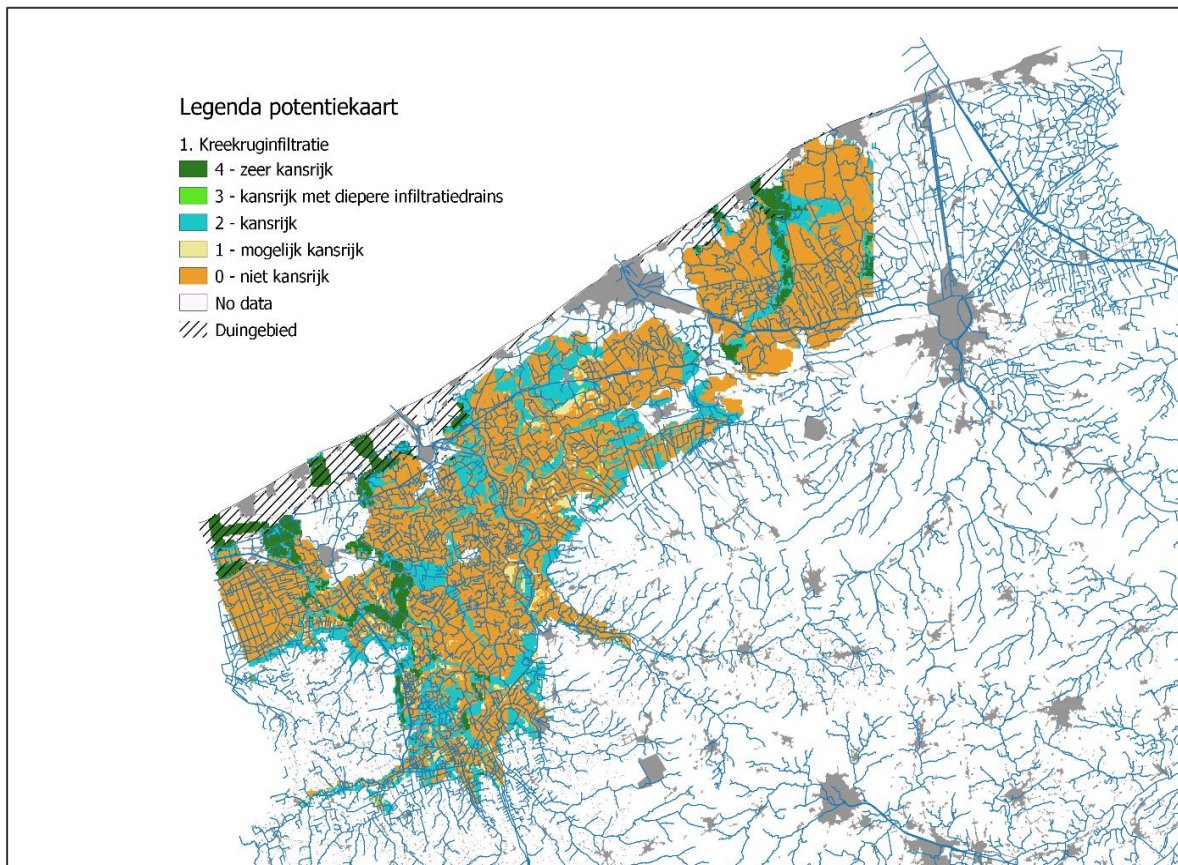 Legenda potentiekaart
1. Kreekruginfiltratie
4 - zeer kansrijk
3 - kansrijk met diepere infiltratiedrains
2 - kansrijk
1 - mogelijk kansrijk
0 - niet kansrijk
No data
Duingebied